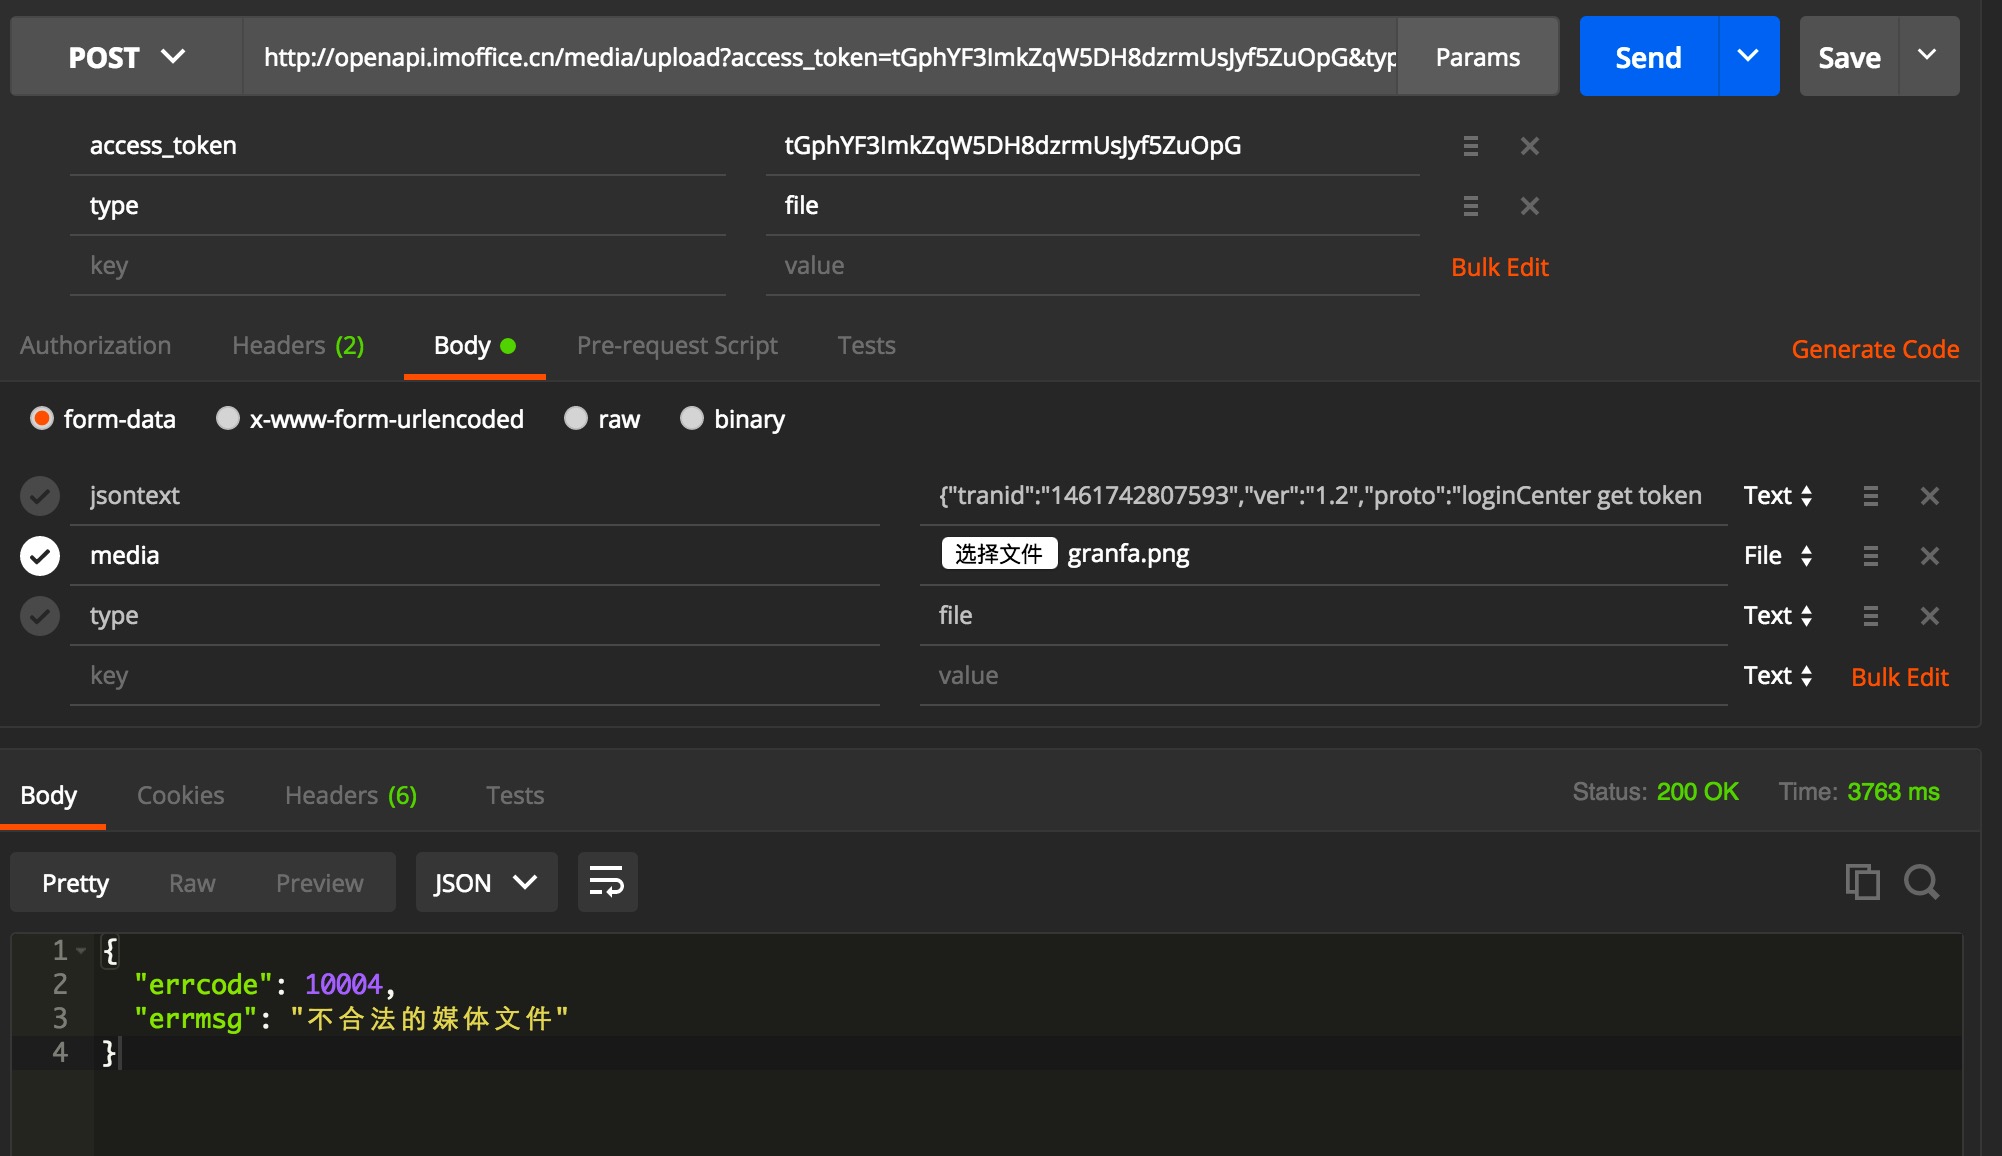 POST http://openapi.imoffice.cn/media/upload?access_token=tGphYF3ImkZqW5DH8dzrmUsJyf5ZuOpG&typ Params Send Save
access_token tGphYF3ImkZqW5DH8dzrmUsJyf5ZuOpG
type file
key value Bulk Edit
Authorization Headers (2) Body Pre-request Script Tests Generate Code
form-data x-www-form-urlencoded raw binary
jsontext {"tranid":"1461742807593","ver":"1.2","proto":"loginCenter get token Text
media 选择文件 granfa.png File
type file Text
key value Text Bulk Edit
Body Cookies Headers (6) Tests Status: 200 OK Time: 3763 ms
Pretty Raw Preview JSON
1 {
2 "errcode": 10004,
3 "errmsg": "不合法的媒体文件"
4 }